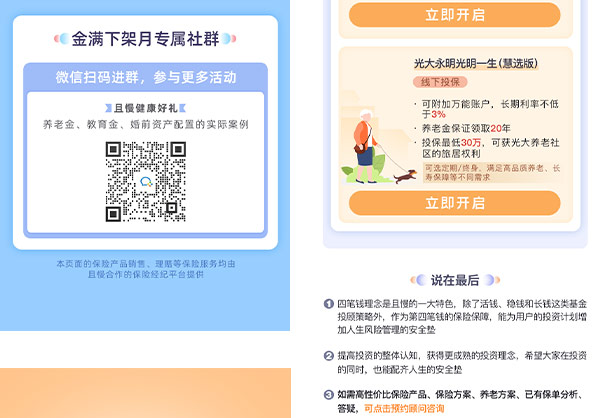 金满下架月专属社群
微信扫码进群，参与更多活动
且慢健康好礼
养老金、教育金、婚前资产配置的实际案例
本页面的保险产品销售、理赔等保险服务均由
且慢合作的保险经纪平台提供
立即开启
光大永明光明一生（慧选版）
线下投保
· 可附加万能账户，长期利率不低
于3%
· 养老金保证领取20年
· 投保最低30万，可获光大养老社
区的旅居权利
可选定期/终身，满足高品质养老、长
寿保障等不同需求
立即开启
说在最后
1 四笔钱理念是且慢的一大特色，除了活钱、稳钱和长钱这类基金
投顾策略外，作为第四笔钱的保险保障，能为用户的投资计划增
加人生风险管理的安全垫
2 提高投资的整体认知，获得更成熟的投资理念，希望大家在投资
的同时，也能配齐人生的安全垫
3 如需高性价比保险产品、保险方案、养老方案、已有保单分析、
答疑，可点击预约顾问咨询